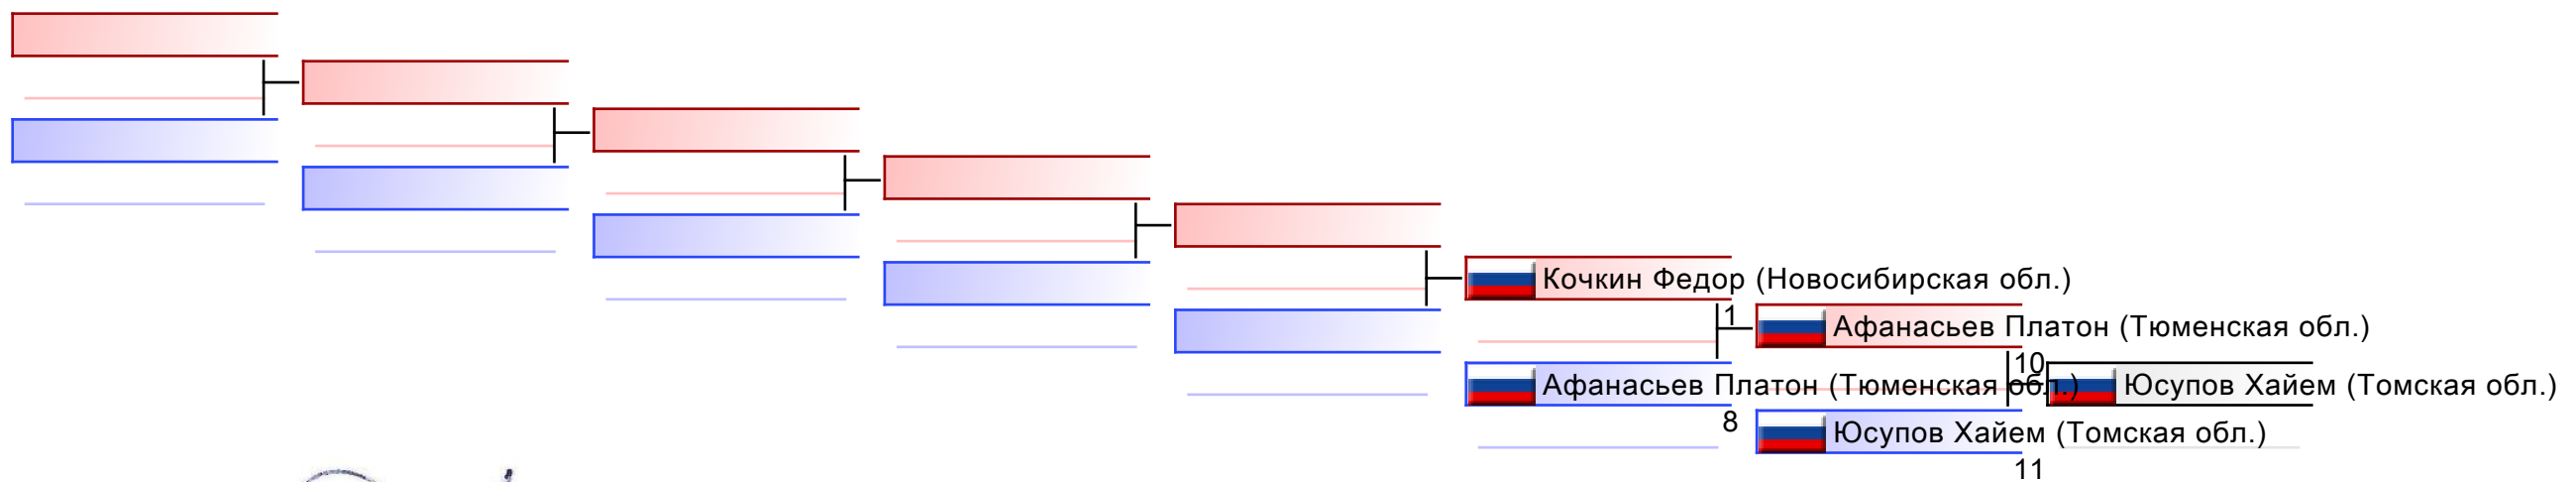 Кочкин Федор (Новосибирская обл.)
1
Афанасьев Платон (Тюменская обл.)
10
Афанасьев Платон (Тюменская обл.)
Юсупов Хайем (Томская обл.)
8
Юсупов Хайем (Томская обл.)
11